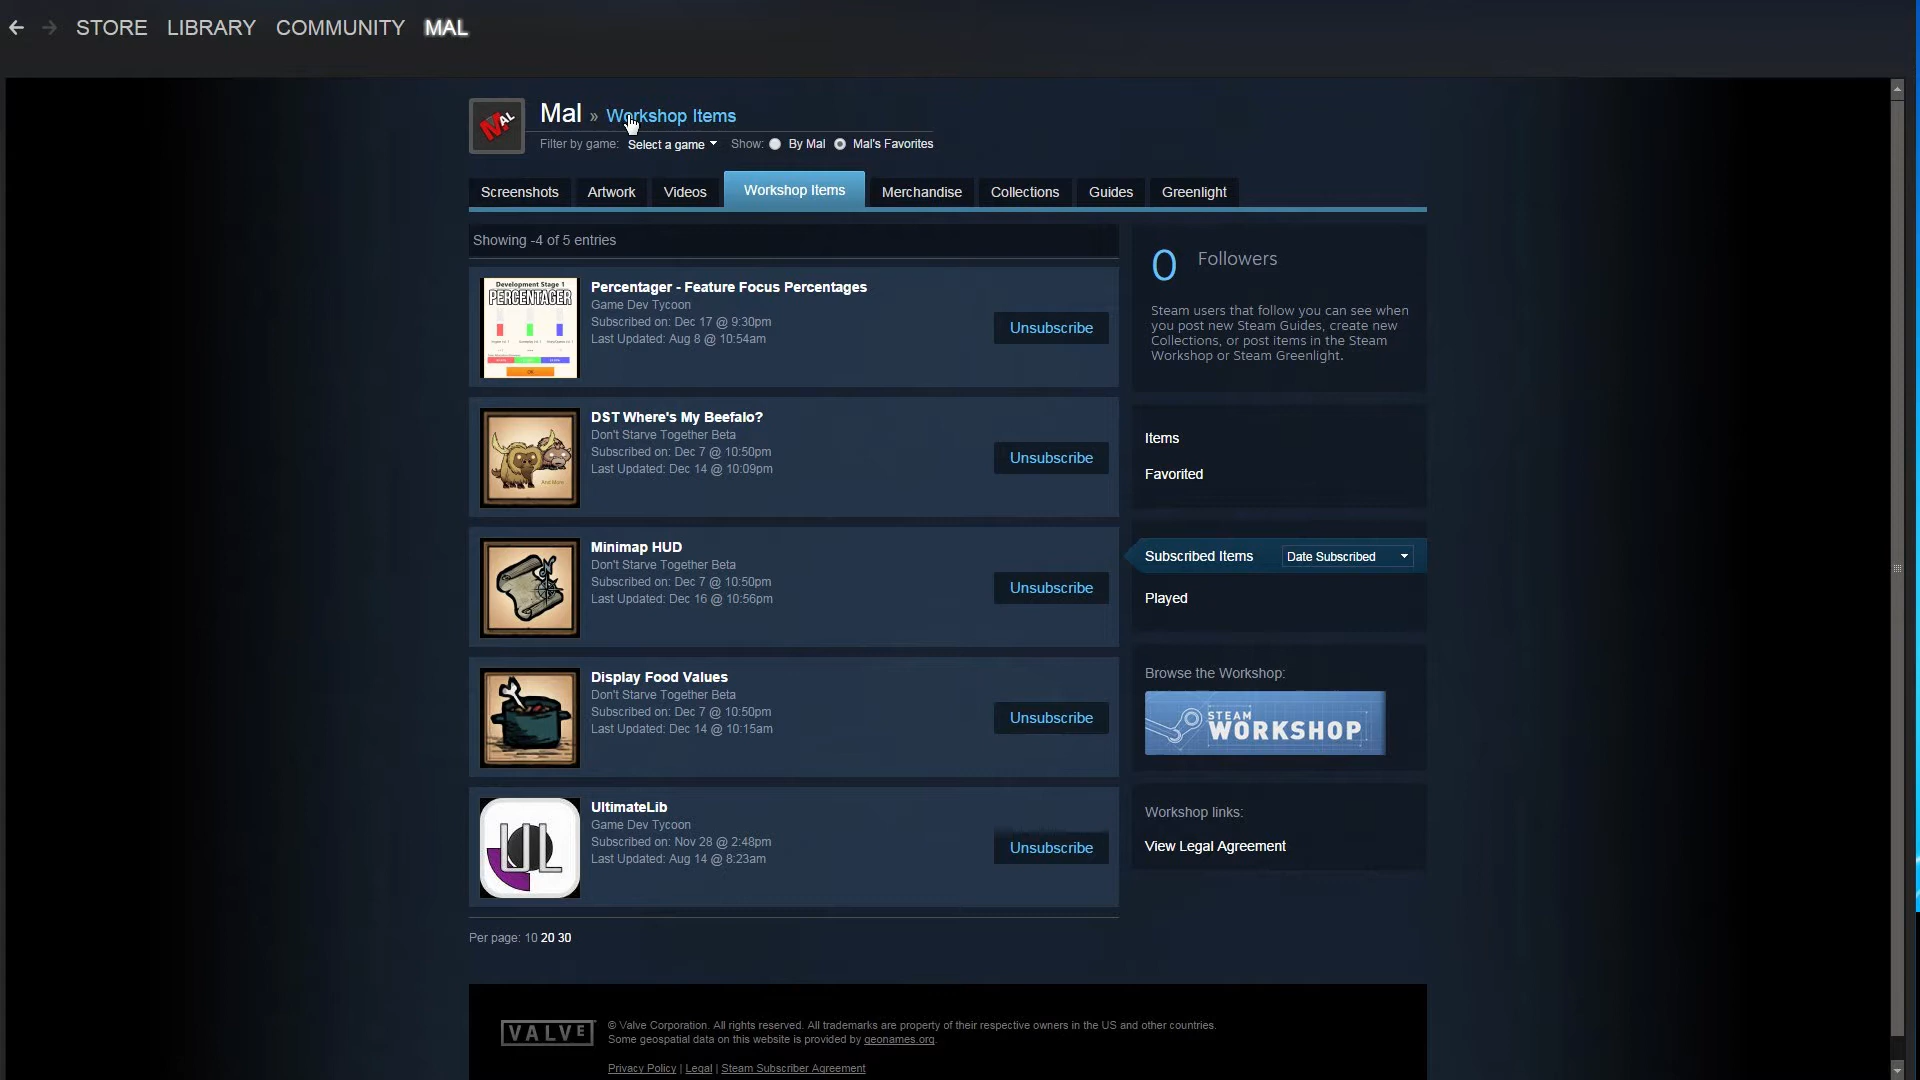 STORE LIBRARY COMMUNITY MAL
MAL
Mal » Workshop Items
Filter by game: Select a game Show: By Mal Mal's Favorites
Screenshots Artwork Videos Workshop Items Merchandise Collections Guides Greenlight
Showing -4 of 5 entries
Development Stage 1
PERCENTAGER
OK
Percentager - Feature Focus Percentages
Game Dev Tycoon
Subscribed on: Dec 17 @ 9:30pm
Last Updated: Aug 8 @ 10:54am
Unsubscribe
And More
DST Where's My Beefalo?
Don't Starve Together Beta
Subscribed on: Dec 7 @ 10:50pm
Last Updated: Dec 14 @ 10:09pm
Unsubscribe
Minimap HUD
Don't Starve Together Beta
Subscribed on: Dec 7 @ 10:50pm
Last Updated: Dec 16 @ 10:56pm
Unsubscribe
Display Food Values
Don't Starve Together Beta
Subscribed on: Dec 7 @ 10:50pm
Last Updated: Dec 14 @ 10:15am
Unsubscribe
UL
UltimateLib
Game Dev Tycoon
Subscribed on: Nov 28 @ 2:48pm
Last Updated: Aug 14 @ 8:23am
Unsubscribe
Per page: 10 20 30
0 Followers
Steam users that follow you can see when
you post new Steam Guides, create new
Collections, or post items in the Steam
Workshop or Steam Greenlight.
Items
Favorited
Subscribed Items Date Subscribed
Played
Browse the Workshop:
STEAM
WORKSHOP
Workshop links:
View Legal Agreement
VALVE
© Valve Corporation. All rights reserved. All trademarks are property of their respective owners in the US and other countries.
Some geospatial data on this website is provided by geonames.org.
Privacy Policy | Legal | Steam Subscriber Agreement